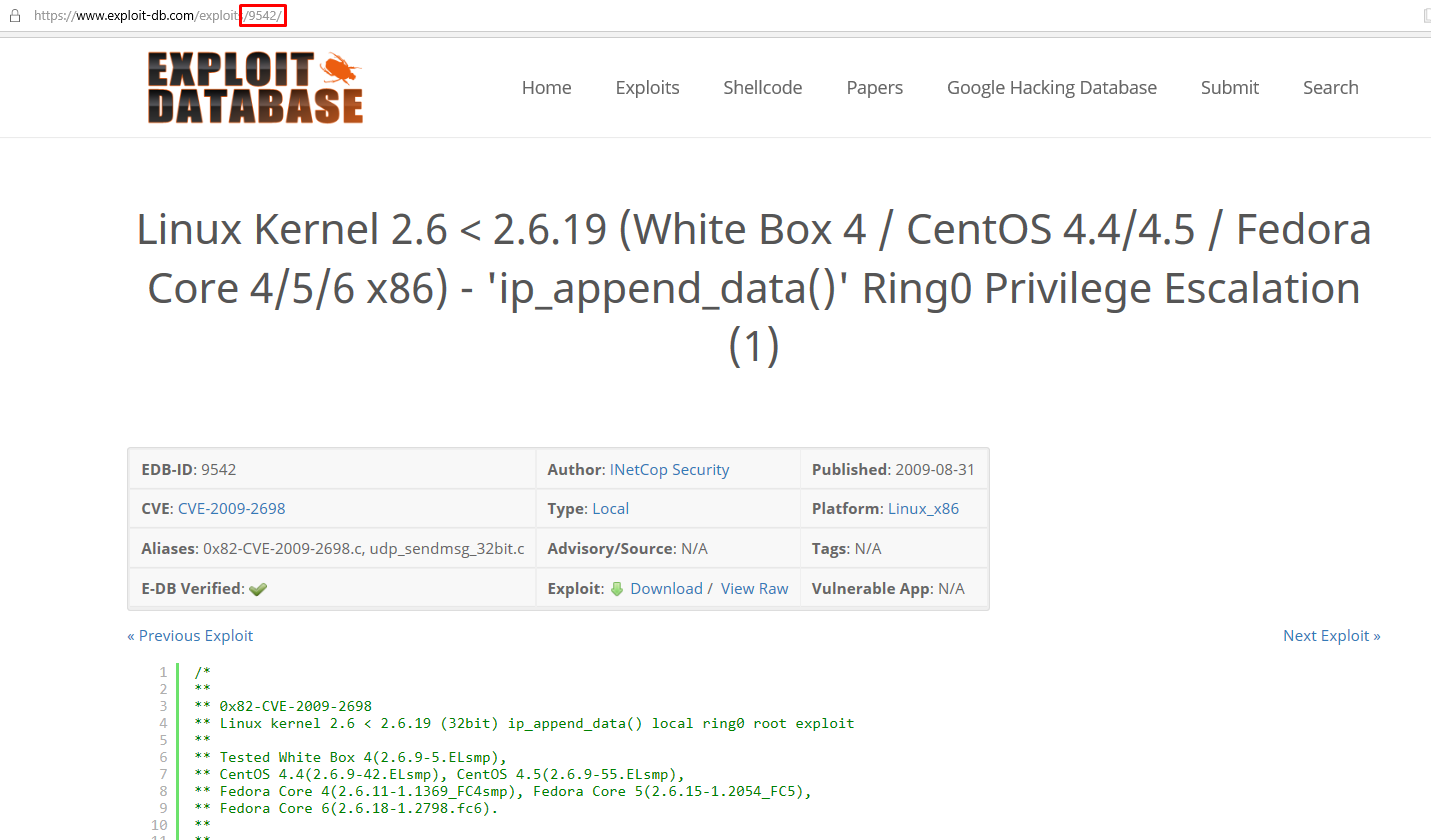 https://www.exploit-db.com/exploits/9542/
EXPLOIT
DATABASE
Home Exploits Shellcode Papers Google Hacking Database Submit Search
Linux Kernel 2.6 < 2.6.19 (White Box 4 / CentOS 4.4/4.5 / Fedora
Core 4/5/6 x86) - 'ip_append_data()' Ring0 Privilege Escalation
(1)
EDB-ID: 9542 Author: INetCop Security Published: 2009-08-31
CVE: CVE-2009-2698 Type: Local Platform: Linux_x86
Aliases: 0x82-CVE-2009-2698.c, udp_sendmsg_32bit.c Advisory/Source: N/A Tags: N/A
E-DB Verified: Exploit: Download / View Raw Vulnerable App: N/A
« Previous Exploit Next Exploit »
1 /*
2 **
3 ** 0x82-CVE-2009-2698
4 ** Linux kernel 2.6 < 2.6.19 (32bit) ip_append_data() local ring0 root exploit
5 **
6 ** Tested White Box 4(2.6.9-5.ELsmp),
7 ** CentOS 4.4(2.6.9-42.ELsmp), CentOS 4.5(2.6.9-55.ELsmp),
8 ** Fedora Core 4(2.6.11-1.1369_FC4smp), Fedora Core 5(2.6.15-1.2054_FC5),
9 ** Fedora Core 6(2.6.18-1.2798.fc6).
10 **
11 **